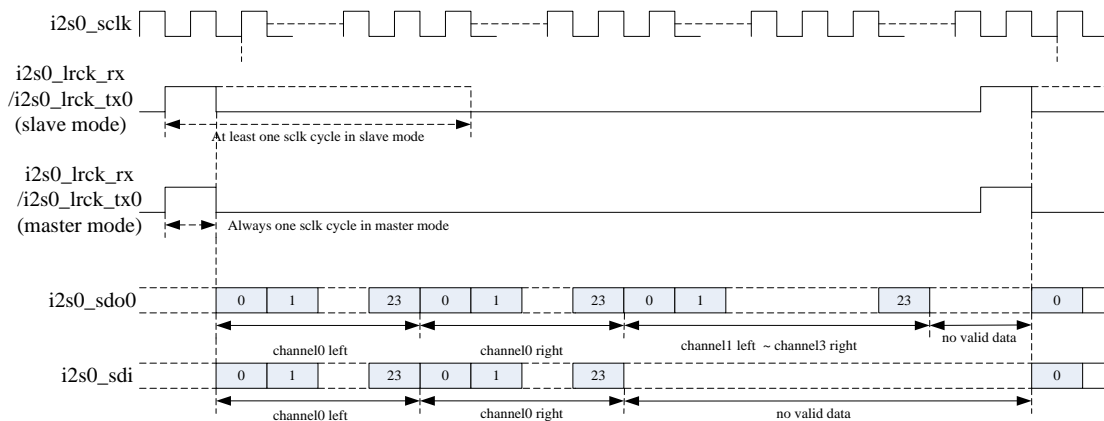 i2s0_sclk
i2s0_lrck_rx
/i2s0_lrck_tx0
(slave mode)
At least one sclk cycle in slave mode
i2s0_lrck_rx
/i2s0_lrck_tx0
(master mode)
Always one sclk cycle in master mode
i2s0_sdo0
0 1 23 0 1 23 0 1 23 0
channel0 left channel0 right channel1 left ~ channel3 right no valid data
i2s0_sdi
0 1 23 0 1 23 0
channel0 left channel0 right no valid data